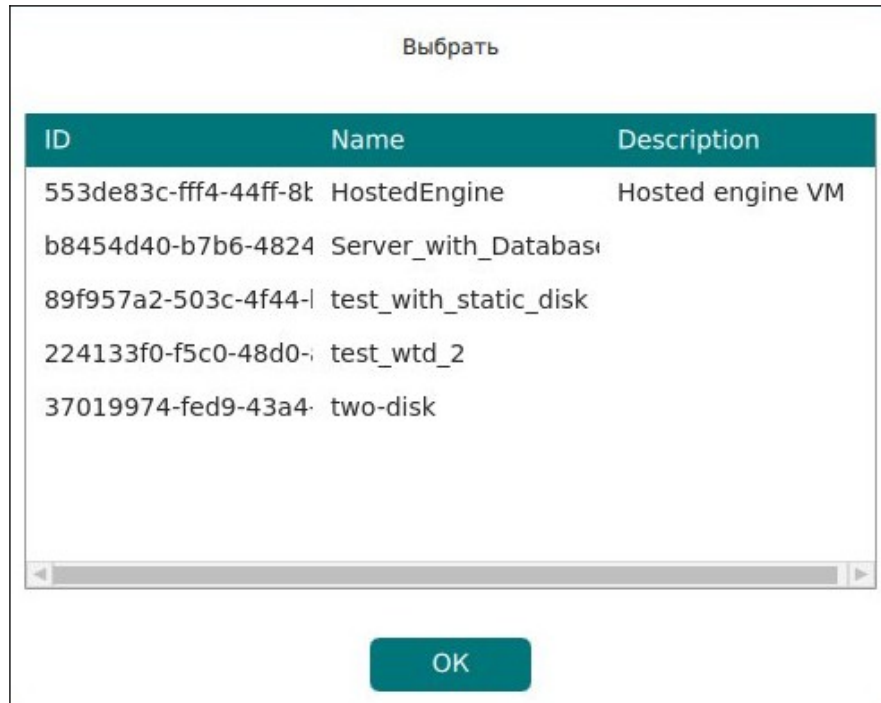 Выбрать
ID Name Description
553de83c-fff4-44ff-8b HostedEngine Hosted engine VM
b8454d40-b7b6-4824 Server_with_Databas
89f957a2-503c-4f44- test_with_static_disk
224133f0-f5c0-48d0- test_wtd_2
37019974-fed9-43a4- two-disk
OK